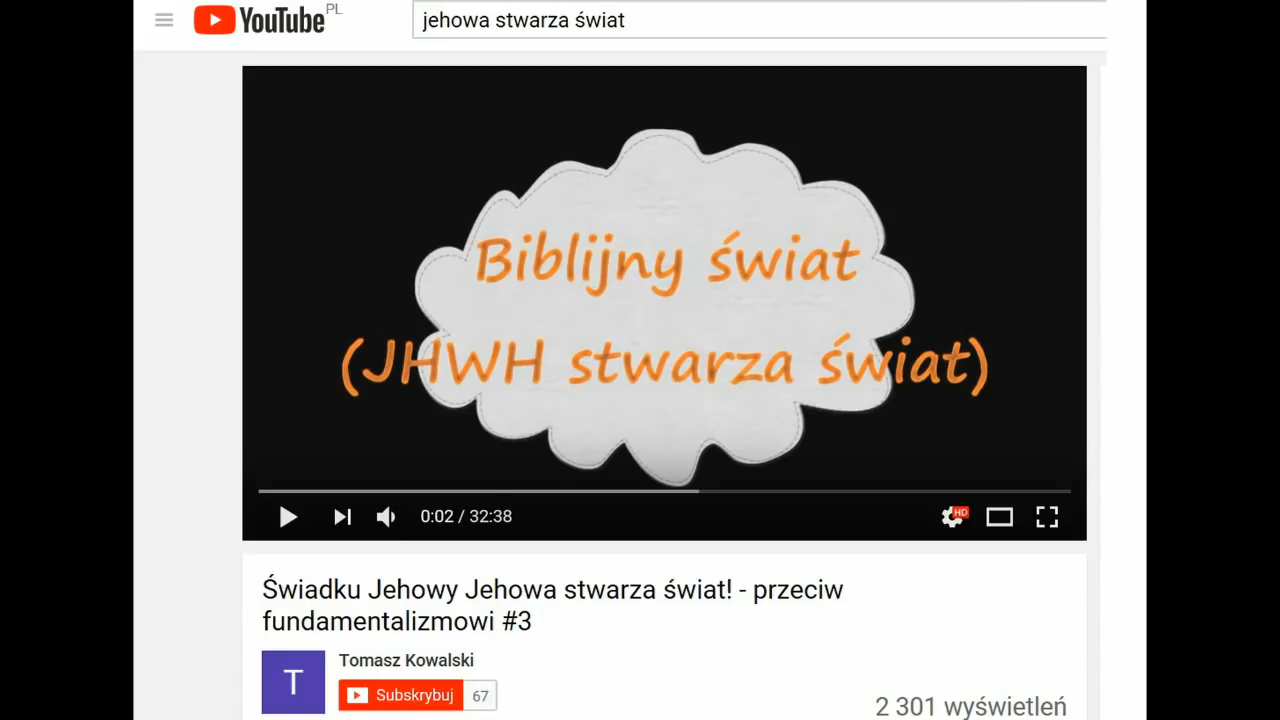 YouTube PL
jehowa stwarza świat
Biblijny świat
(JHWH stwarza świat)
0:02 / 32:38
HD
Świadku Jehowy Jehowa stwarza świat! - przeciw
fundamentalizmowi #3
T
Tomasz Kowalski
Subskrybuj 67
2 301 wyświetleń